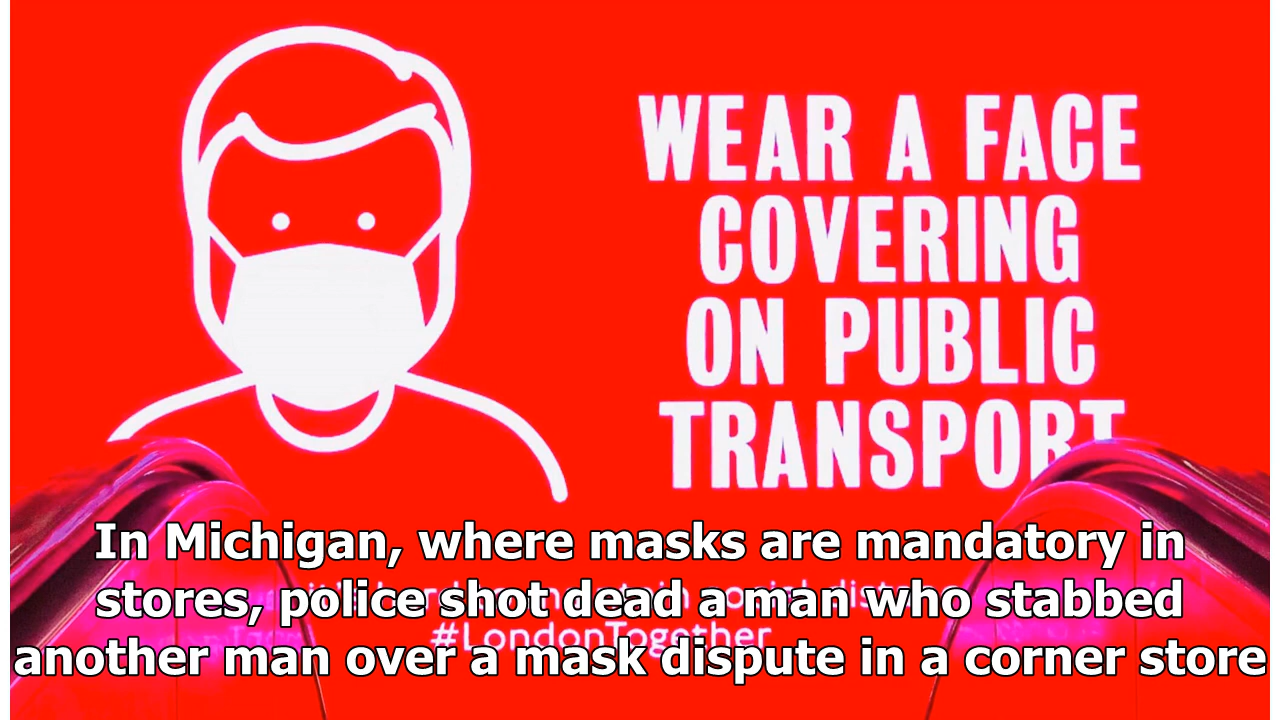 WEAR A FACE
COVERING
ON PUBLIC
TRANSPORT
In Michigan, where masks are mandatory in
stores, police shot dead a man who stabbed
#LondonTogether
another man over a mask dispute in a corner store